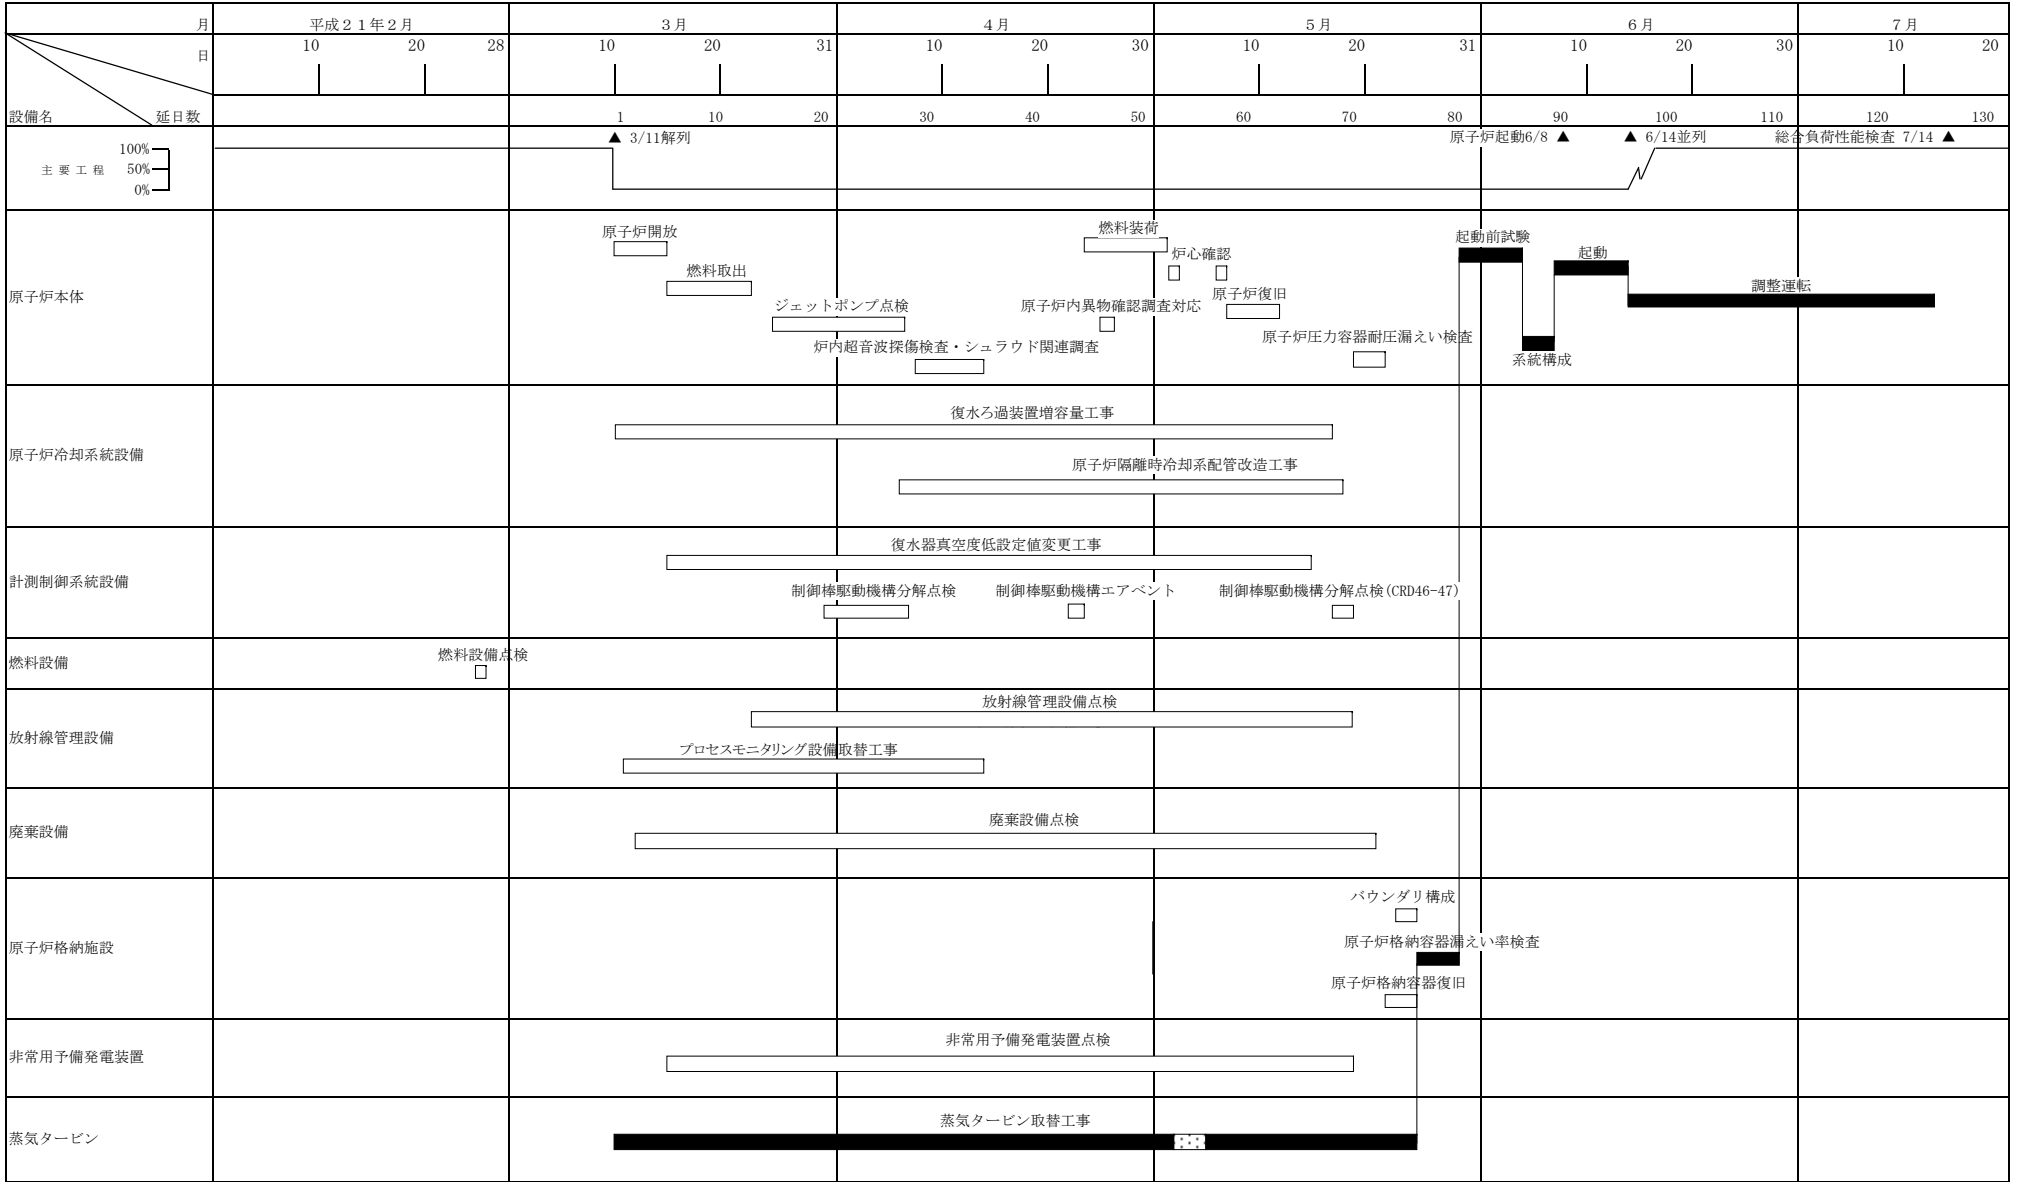 月 平成２１年２月 ３月 ４月 ５月 ６月 ７月
日 10 20 28 10 20 31 10 20 30 10 20 31 10 20 30 10 20
設備名 延日数 1 10 20 30 40 50 60 70 80 90 100 110 120 130
▲ 3/11解列 原子炉起動6/8 ▲ ▲ 6/14並列 総合負荷性能検査 7/14 ▲
100%
主要工程 50%
0%
原子炉開放 燃料装荷 起動前試験
炉心確認 起動
燃料取出
調整運転
原子炉本体 原子炉復旧
ジェットポンプ点検 原子炉内異物確認調査対応
原子炉圧力容器耐圧漏えい検査
炉内超音波探傷検査・シュラウド関連調査
系統構成
復水ろ過装置増容量工事
原子炉冷却系統設備
原子炉隔離時冷却系配管改造工事
復水器真空度低設定値変更工事
計測制御系統設備
制御棒駆動機構分解点検 制御棒駆動機構エアベント 制御棒駆動機構分解点検(CRD46-47)
燃料設備点検
燃料設備
放射線管理設備点検
放射線管理設備
プロセスモニタリング設備取替工事
廃棄設備点検
廃棄設備
バウンダリ構成
原子炉格納容器漏えい率検査
原子炉格納施設
原子炉格納容器復旧
非常用予備発電装置点検
非常用予備発電装置
蒸気タービン取替工事
蒸気タービン